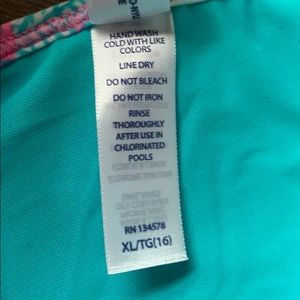 HAND WASH
COLD WITH LIKE
COLORS
LINE DRY
DO NOT BLEACH
DO NOT IRON
RINSE
THOROUGHLY
AFTER USE IN
CHLORINATED
POOLS
RN 134578
XL/TG(16)